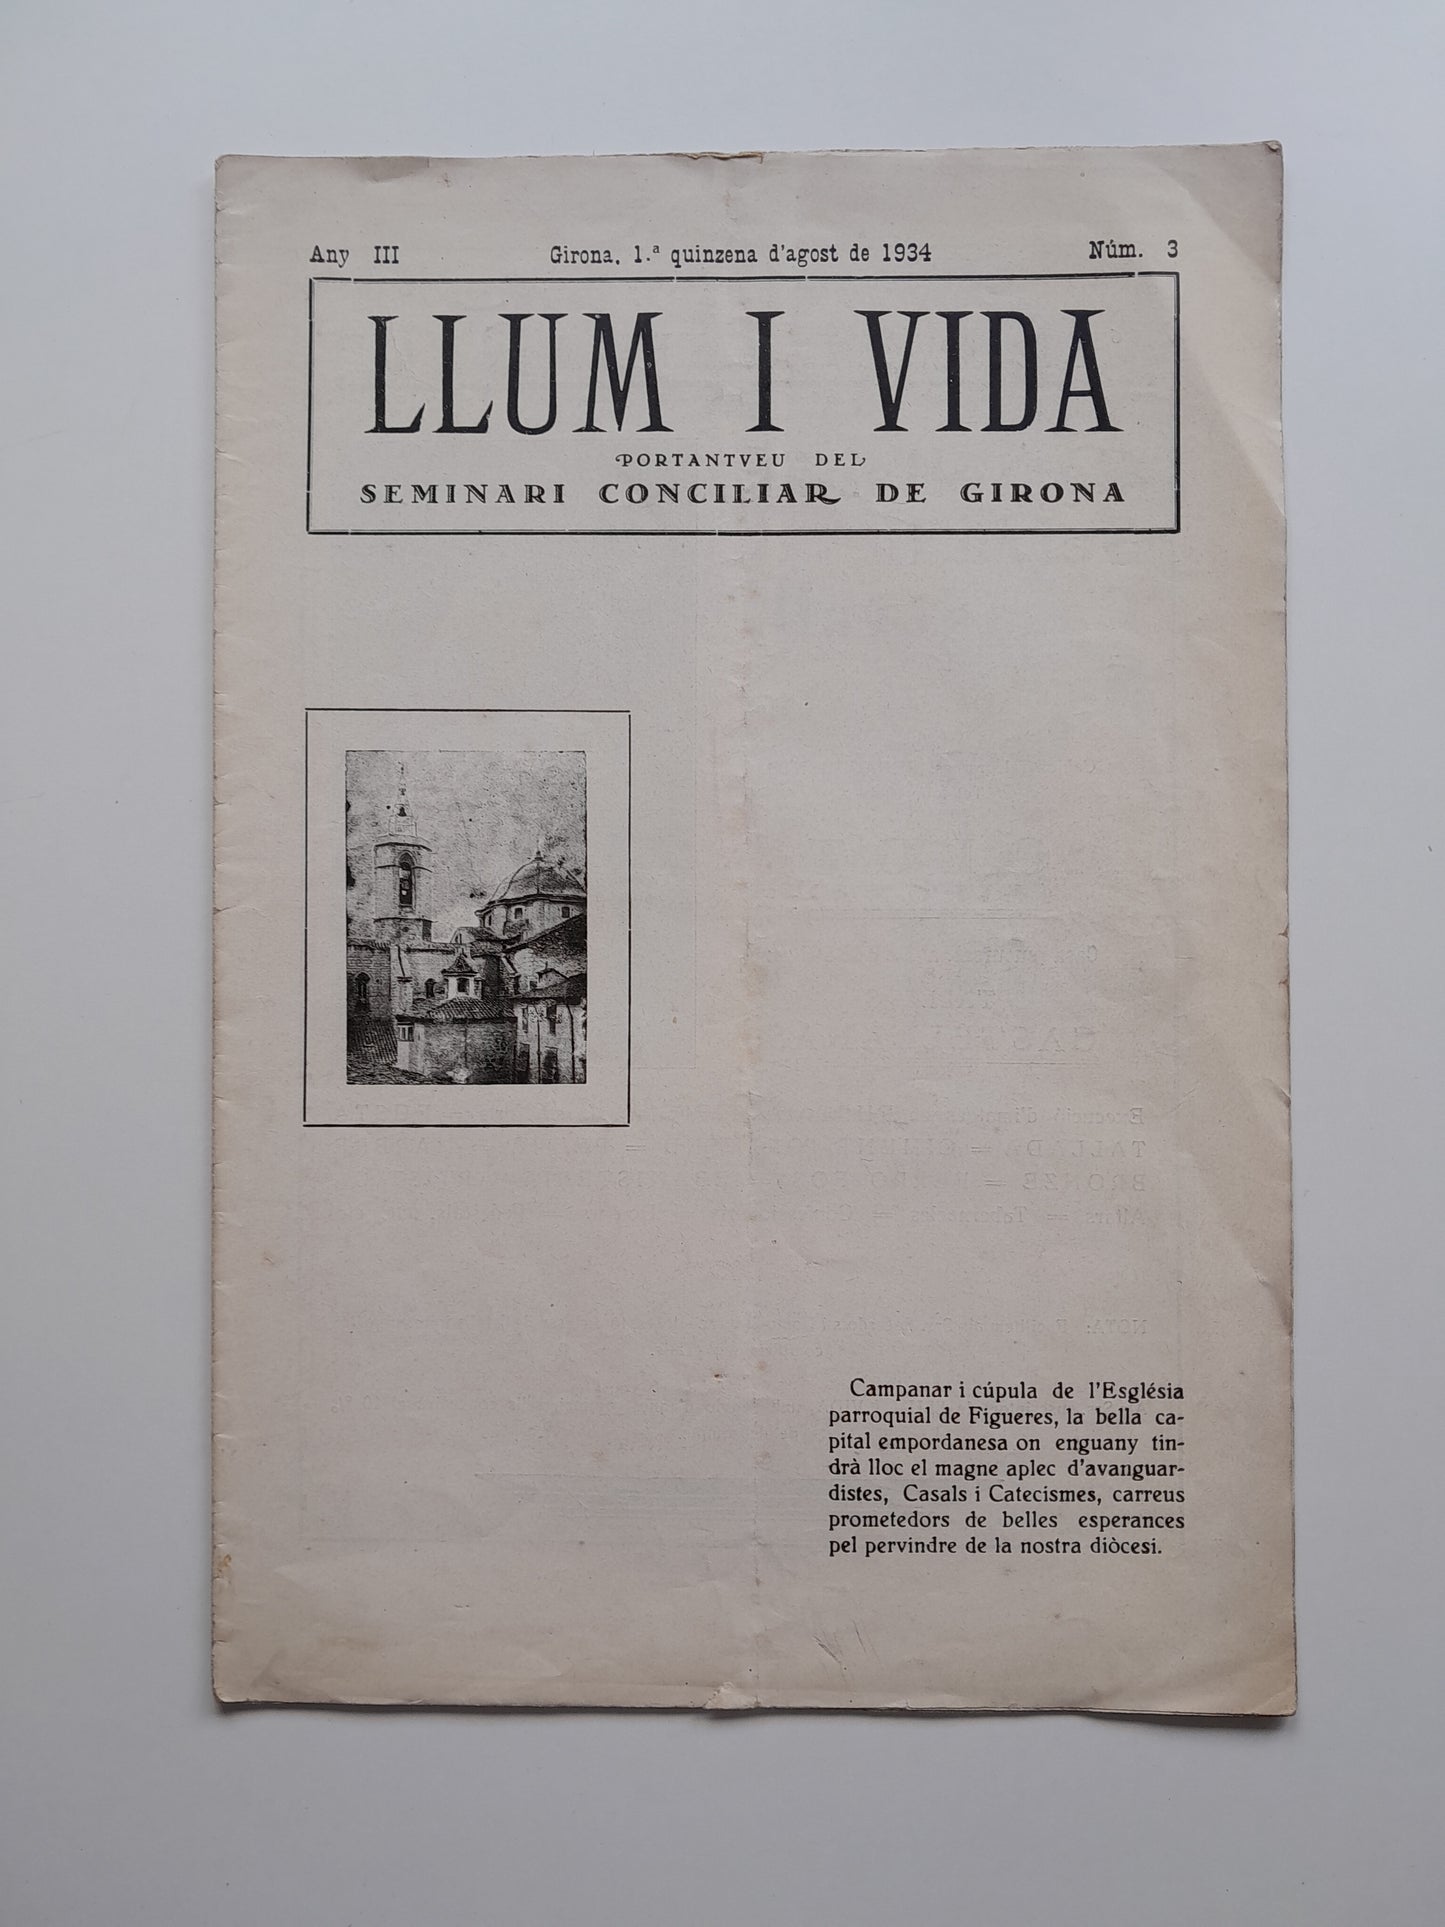 Any III
Girona, 1.ª quinzena d'agost de 1934
Núm. 3
LLUM I VIDA
PORTANTVEU DEL
SEMINARI CONCILIAR DE GIRONA
Campanar i cúpula de l'Església
parroquial de Figueres, la bella ca-
pital empordanesa on enguany tin-
drà lloc el magne aplec d'avanguar-
distes, Casals i Catecismes, carreus
prometedors de belles esperances
pel pervindre de la nostra diòcesi.